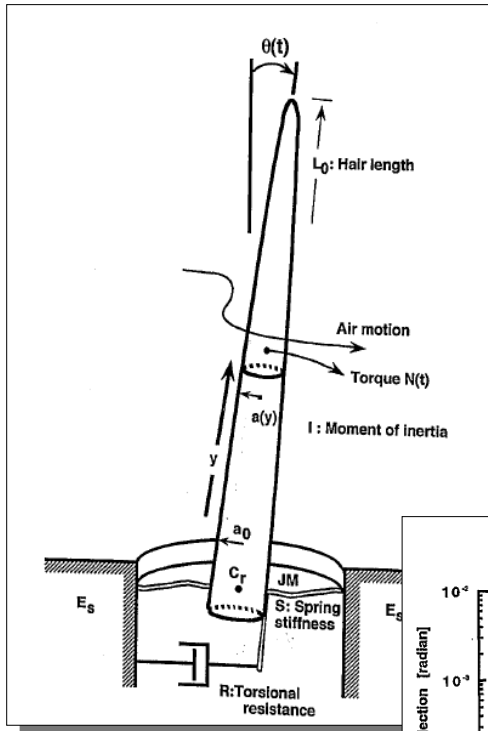 θ(t)
L₀: Hair length
Air motion
Torque N(t)
a(y)
I : Moment of inertia
y
a₀
Cᵣ
JM
Eₛ
S: Spring
stiffness
Eₛ
R:Torsional
resistance
10⁻²
10⁻³
ection [radian]